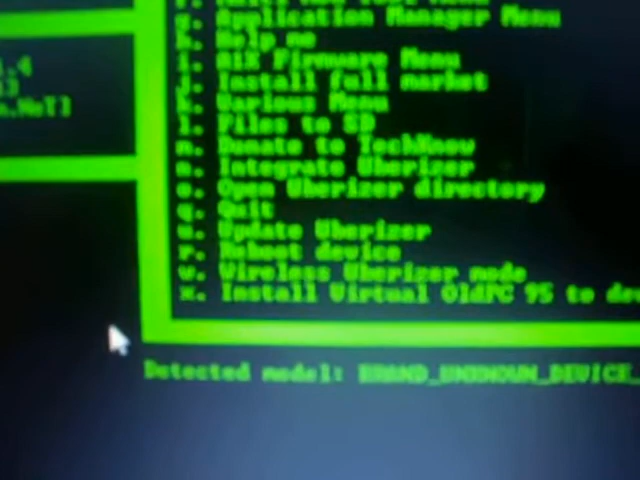 g. Application Manager Menu
h. Help me
i. Firmware Menu
j. Install full market
k. Various Menu
l. Files to SD
m. Donate to TechKnow
n. Integrate Uberizer
o. Open Uberizer directory
q. Quit
u. Update Uberizer
r. Reboot device
w. Wireless Uberizer mode
x. Install Virtual OldPC 95 to
Detected model: BRAND_UNKNOWN_DEVICE_